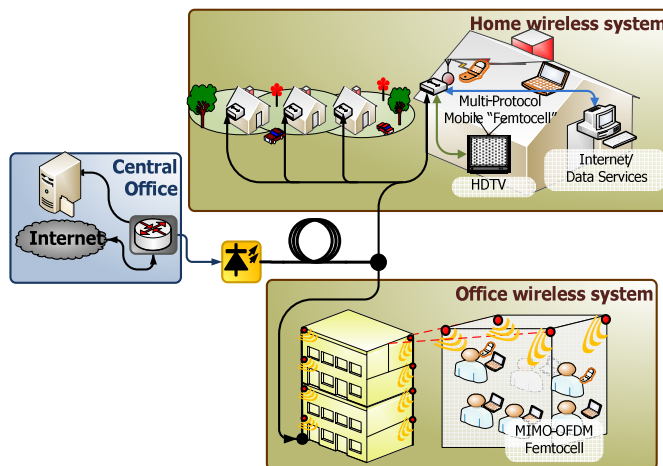 Home wireless system
Multi-Protocol
Mobile “Femtocell”
HDTV
Internet/
Data Services
Central
Office
Internet
Office wireless system
MIMO-OFDM
Femtocell